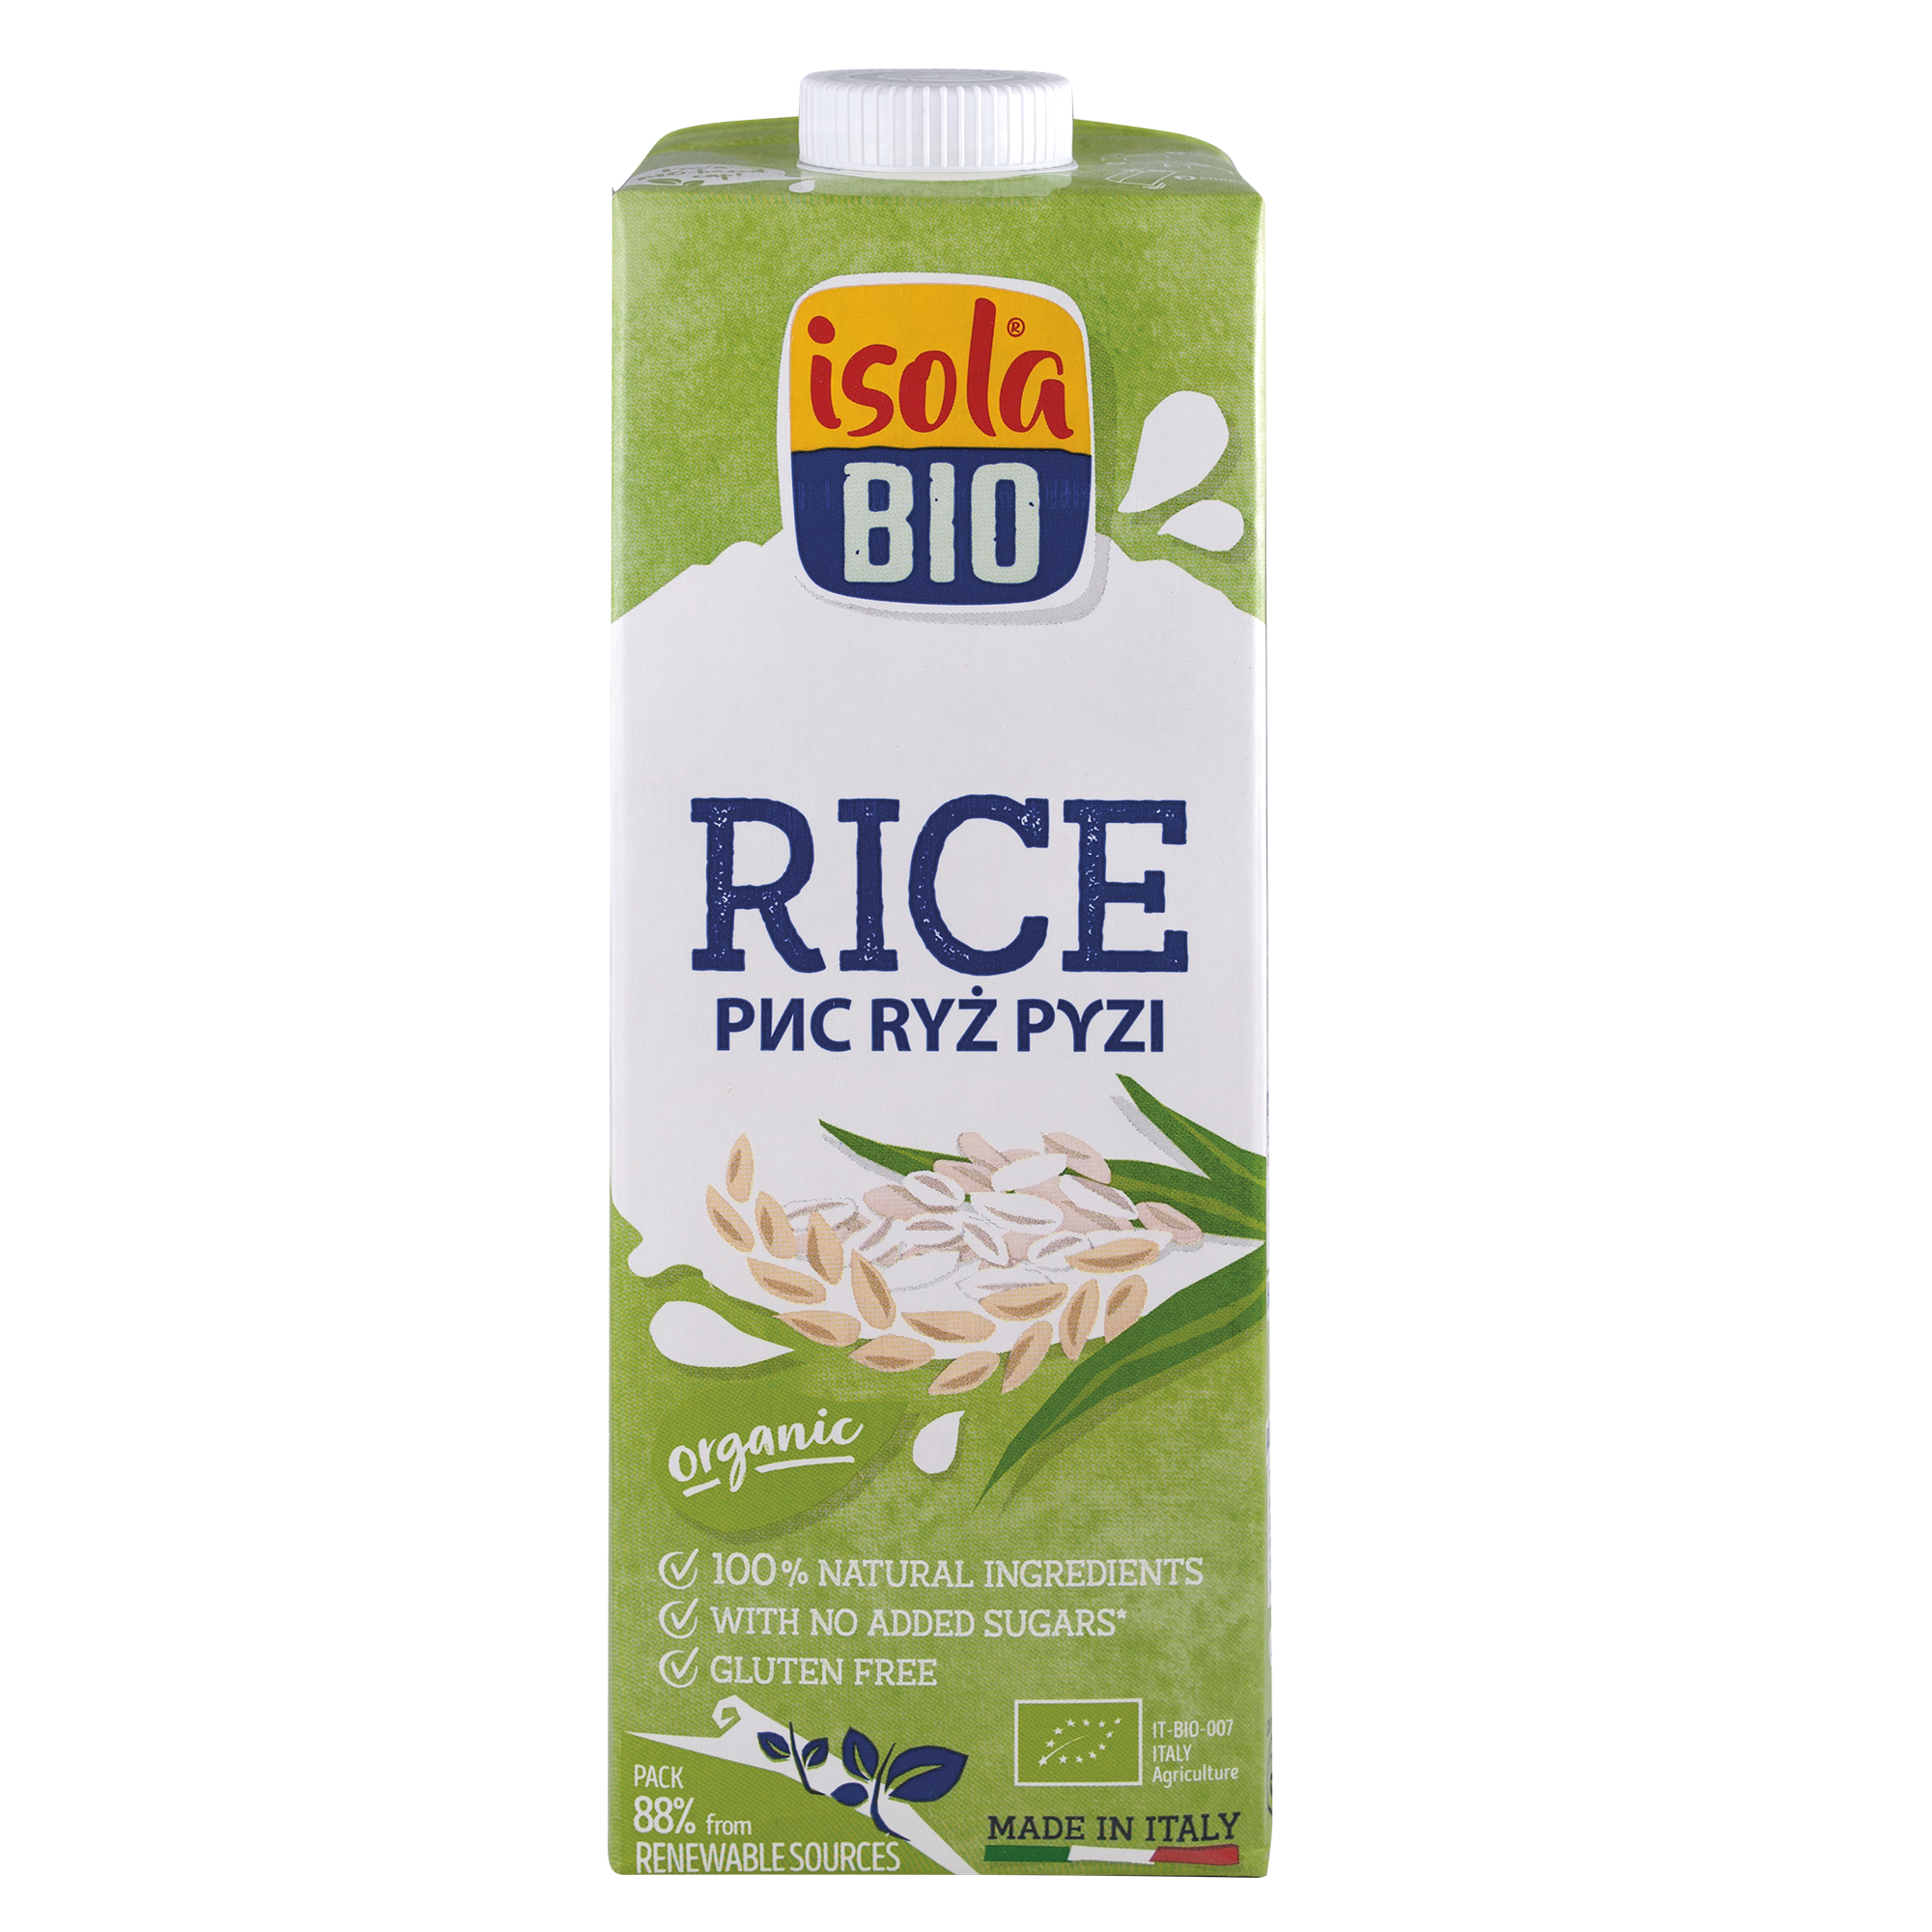 isola®
BIO
RICE
РИС RYŻ ΡΥΖΙ
organic
100% NATURAL INGREDIENTS
WITH NO ADDED SUGARS*
GLUTEN FREE
IT-BIO-007
ITALY
Agriculture
PACK
88% from
RENEWABLE SOURCES
MADE IN ITALY